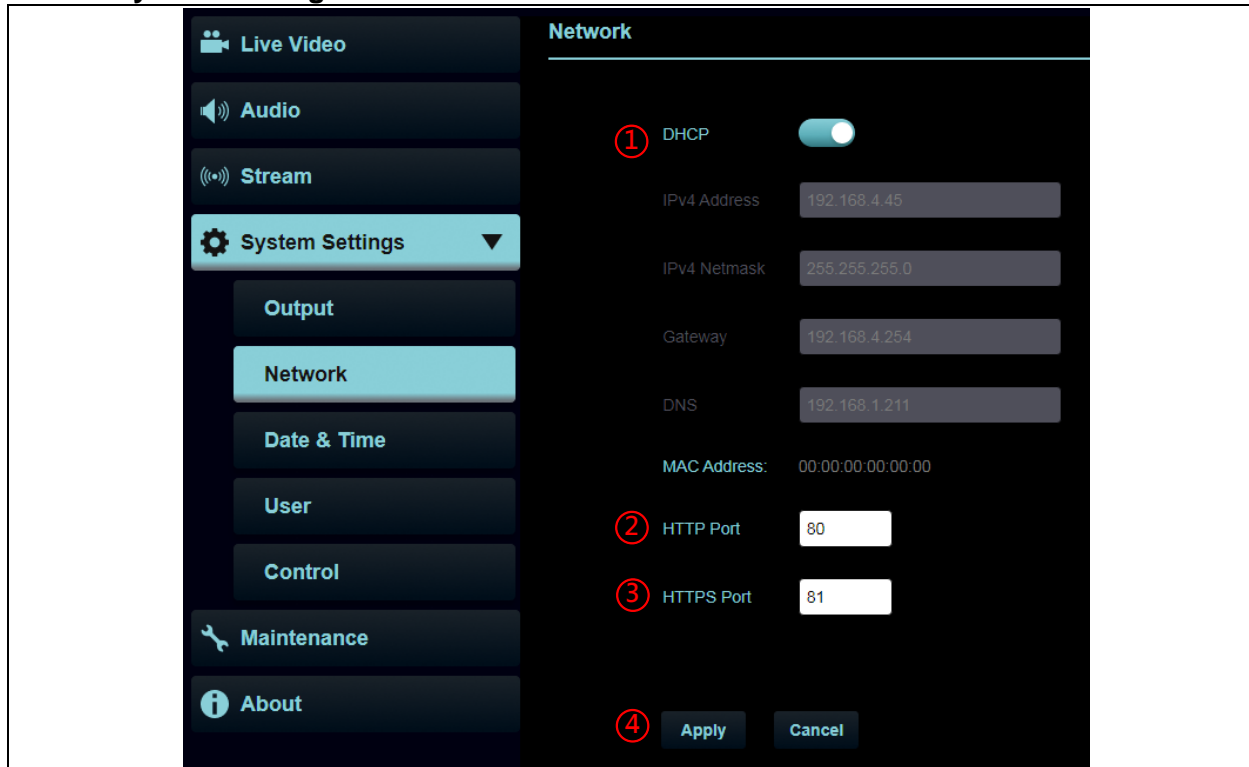 Live Video
Audio
Stream
System Settings
Output
Network
Date & Time
User
Control
Maintenance
About
Network
① DHCP
IPv4 Address 192.168.4.45
IPv4 Netmask 255.255.255.0
Gateway 192.168.4.254
DNS 192.168.1.211
MAC Address: 00:00:00:00:00:00
② HTTP Port 80
③ HTTPS Port 81
④ Apply Cancel